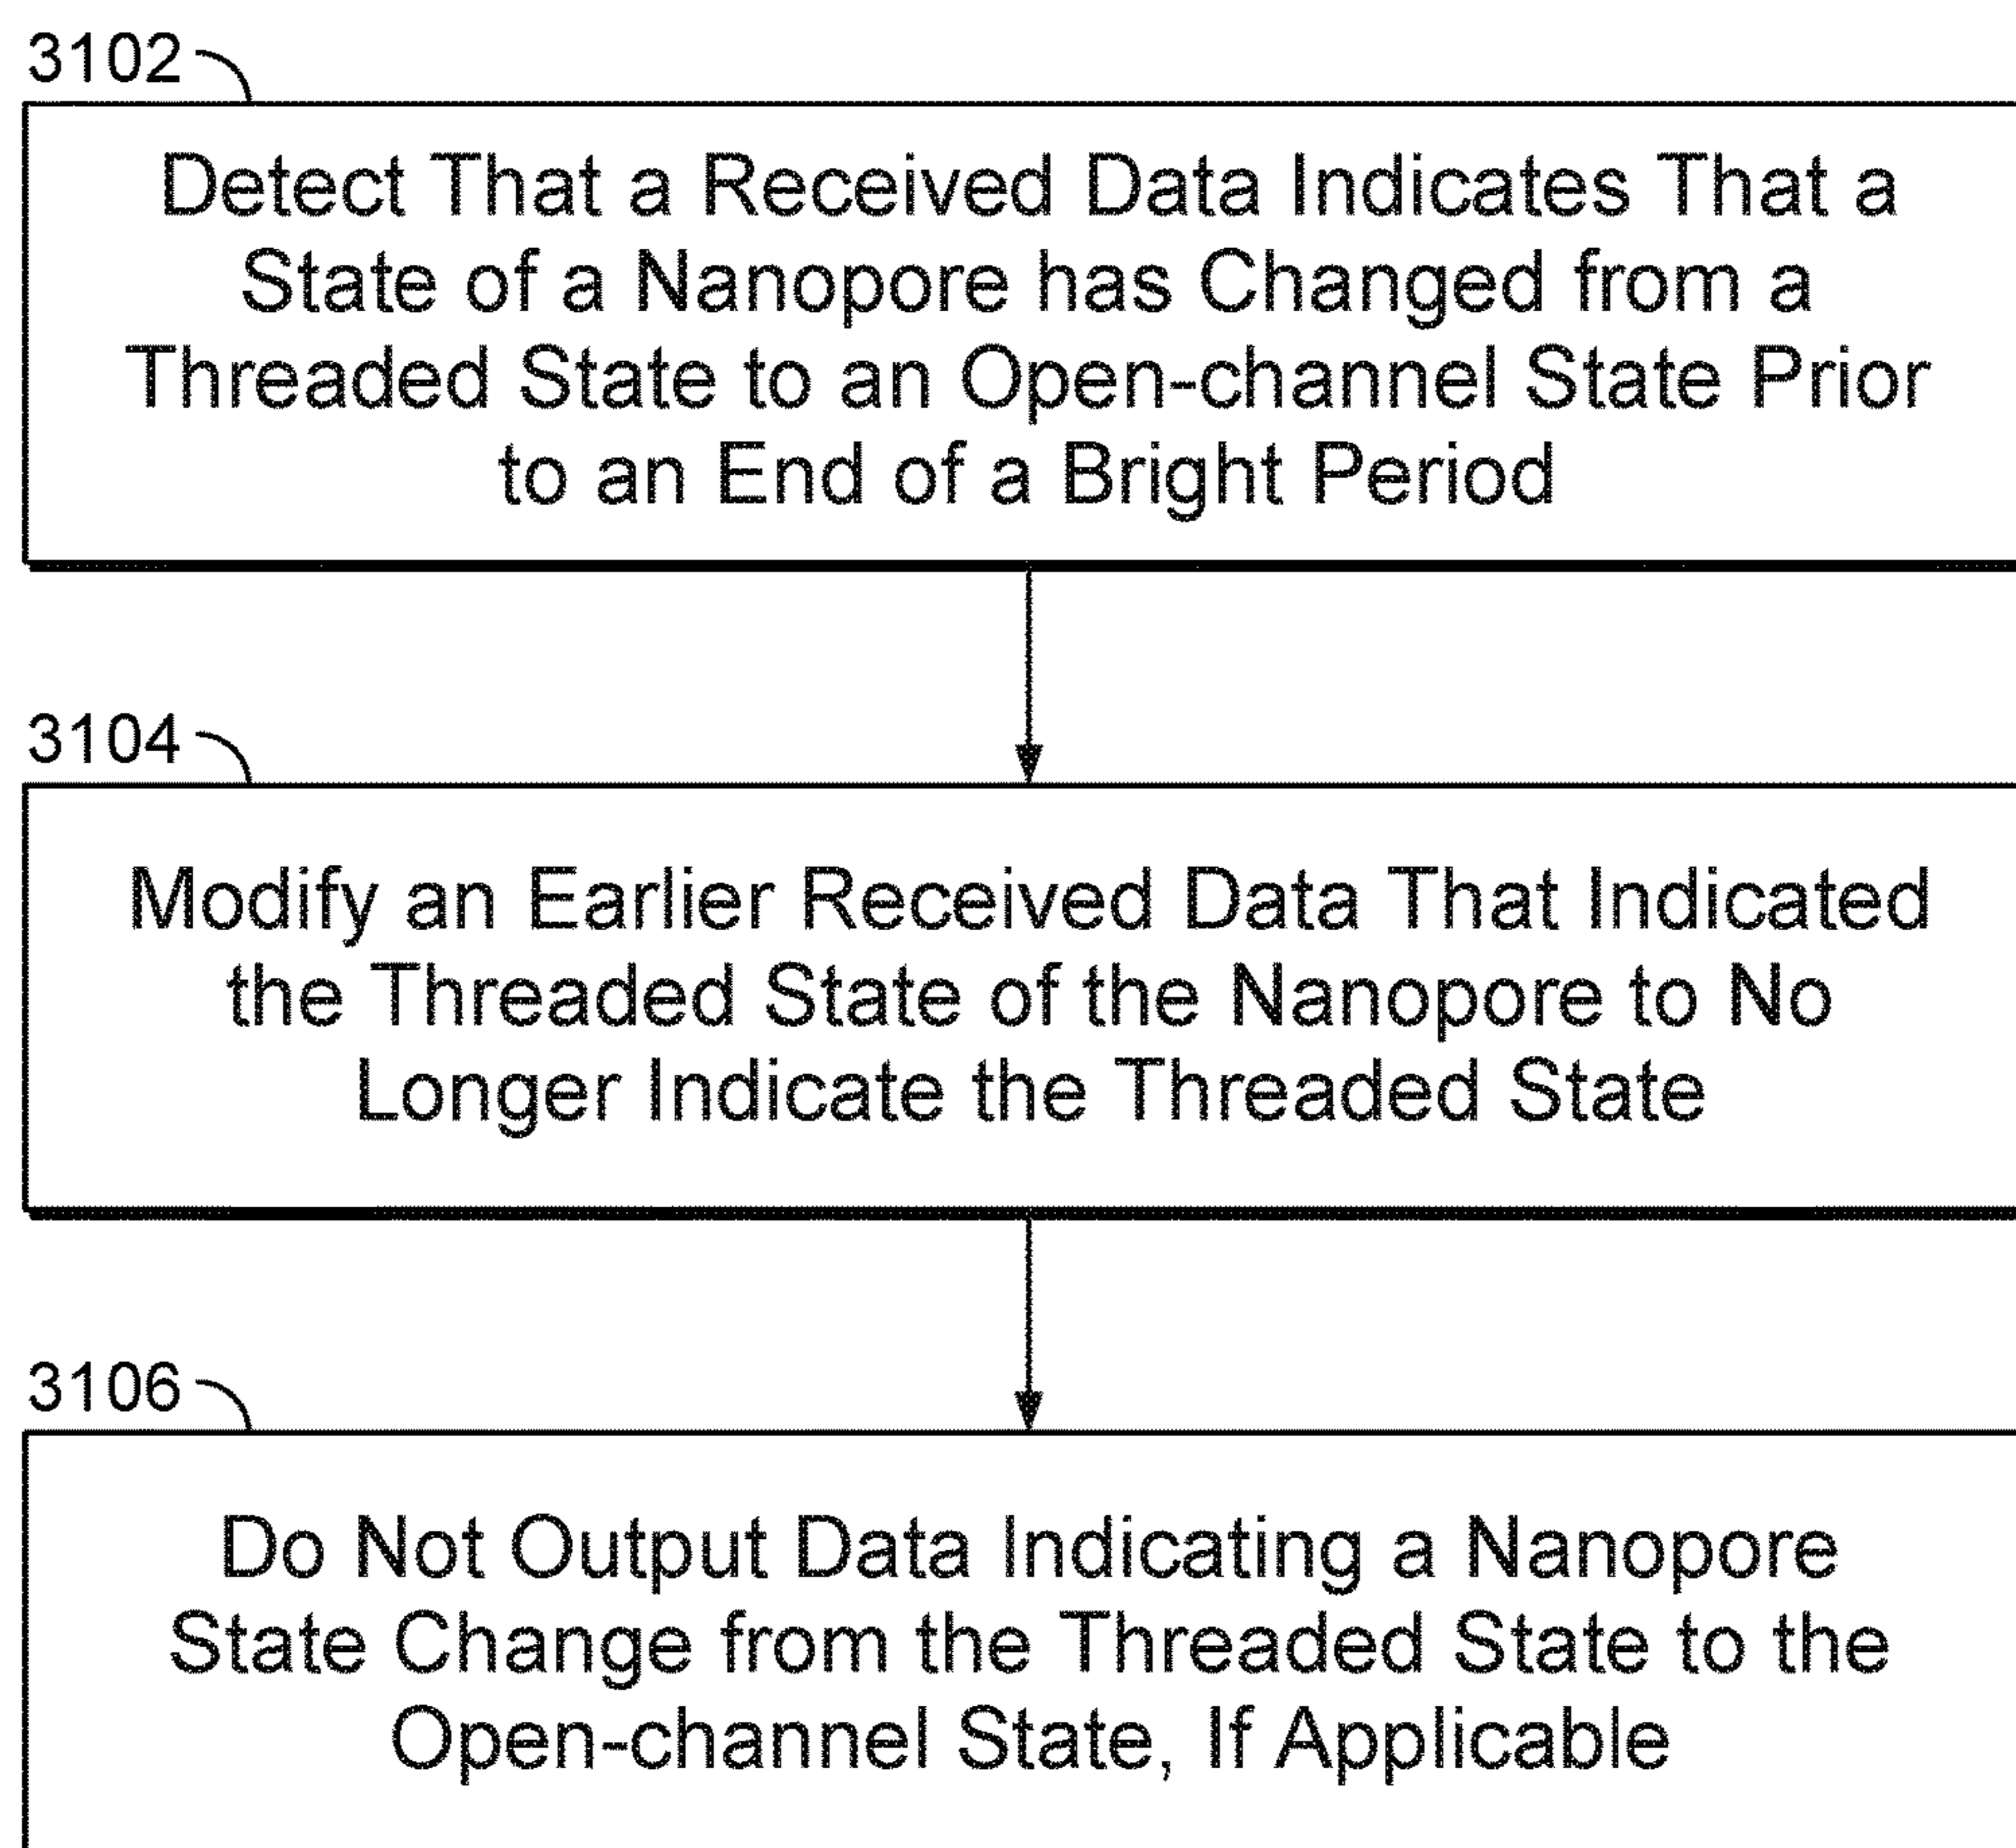 3102
Detect That a Received Data Indicates That a
State of a Nanopore has Changed from a
Threaded State to an Open-channel State Prior
to an End of a Bright Period
3104
Modify an Earlier Received Data That Indicated
the Threaded State of the Nanopore to No
Longer Indicate the Threaded State
3106
Do Not Output Data Indicating a Nanopore
State Change from the Threaded State to the
Open-channel State, If Applicable